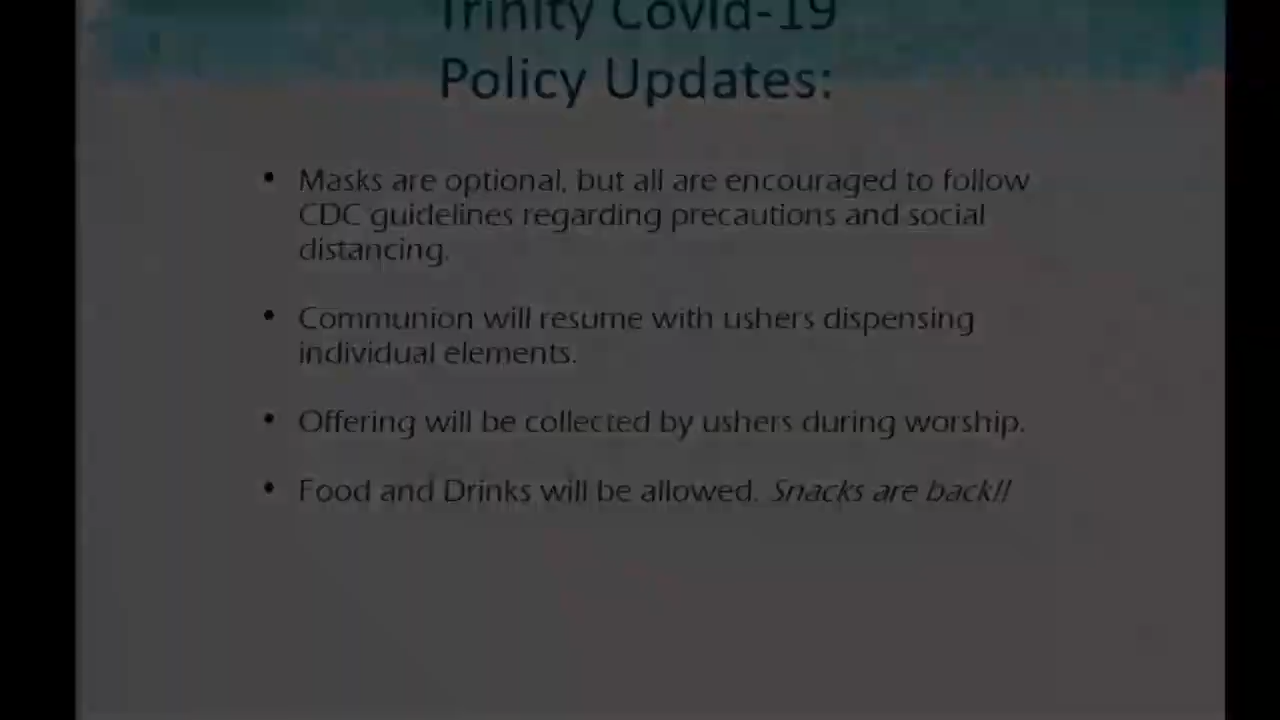 Trinity Covid-19
Policy Updates:
• Masks are optional, but all are encouraged to follow
CDC guidelines regarding precautions and social
distancing.
• Communion will resume with ushers dispensing
individual elements.
• Offering will be collected by ushers during worship.
• Food and Drinks will be allowed. Snacks are back!!